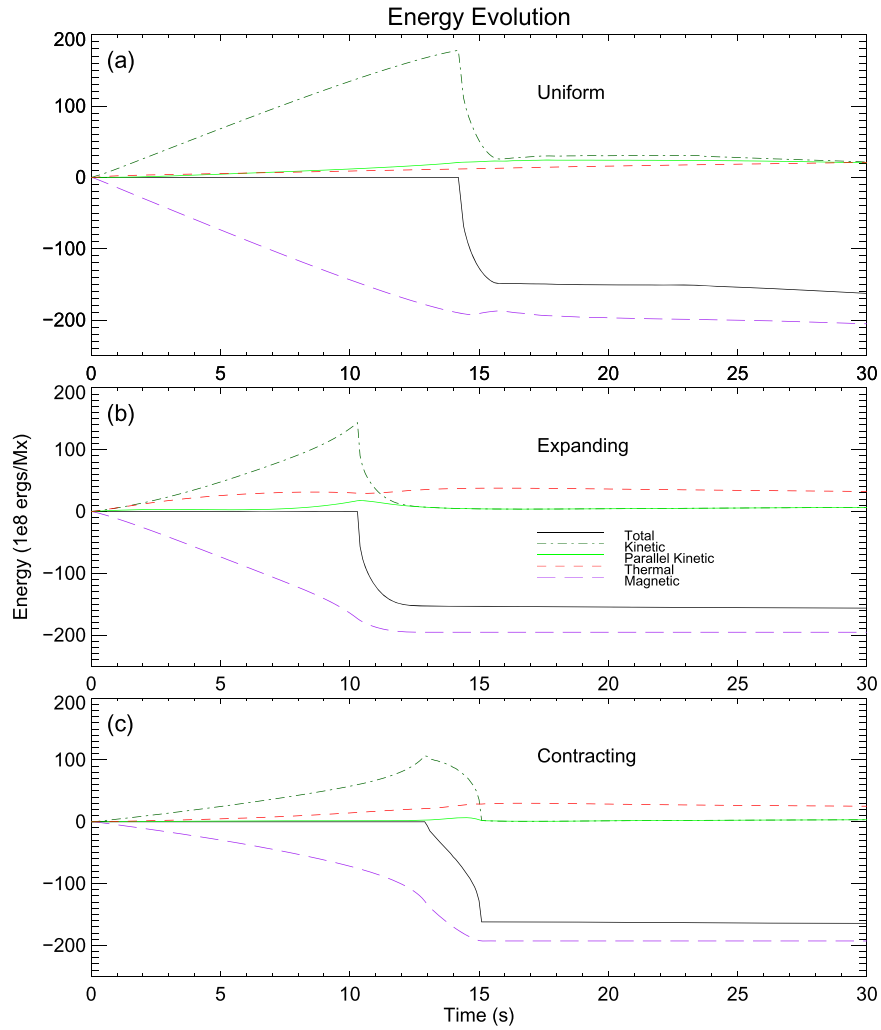 Energy Evolution
200
(a)
Uniform
100
0
−100
−200
0 5 10 15 20 25 30
200
(b)
Expanding
100
0
Total
Kinetic
Parallel Kinetic
Thermal
Magnetic
−100
−200
0 5 10 15 20 25 30
Energy (1e8 ergs/Mx)
200
(c)
Contracting
100
0
−100
−200
0 5 10 15 20 25 30
Time (s)